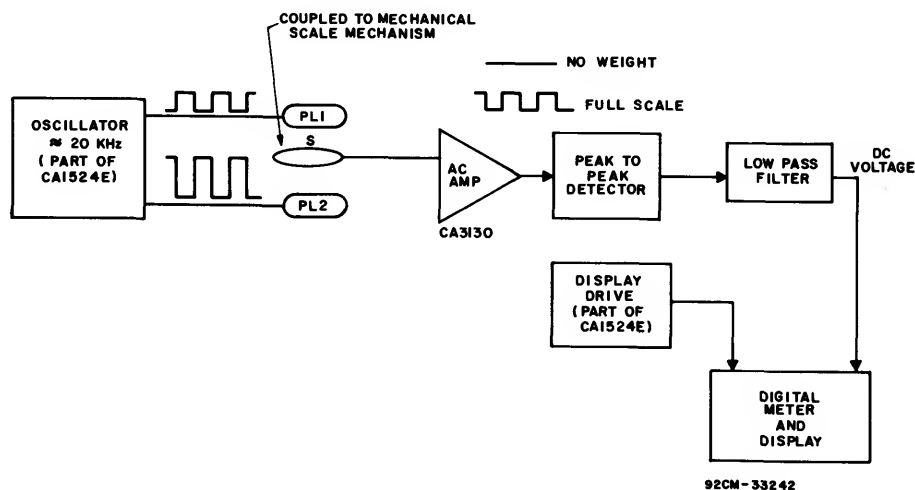 COUPLED TO MECHANICAL
SCALE MECHANISM
NO WEIGHT
FULL SCALE
OSCILLATOR
≈ 20 KHz
( PART OF
CA1524E)
PL1
S
PL2
AC
AMP
CA3130
PEAK TO
PEAK
DETECTOR
LOW PASS
FILTER
DC
VOLTAGE
DISPLAY
DRIVE
( PART OF
CA1524E)
DIGITAL
METER
AND
DISPLAY
92CM-33242